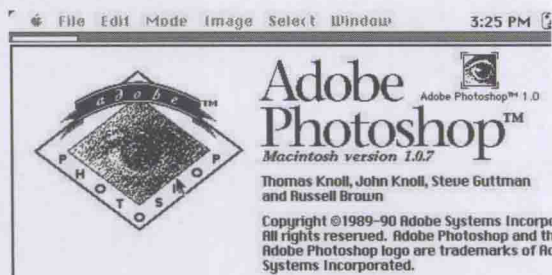 File Edit Mode Image Select Window 3:25 PM
adobe TM
PHOTOSHOP
Adobe
Adobe Photoshop™ 1.0
Photoshop™
Macintosh version 1.0.7
Thomas Knoll, John Knoll, Steve Guttman
and Russell Brown
Copyright ©1989-90 Adobe Systems Incorpo
All rights reserved. Adobe Photoshop and th
Adobe Photoshop logo are trademarks of Ad
Systems Incorporated.